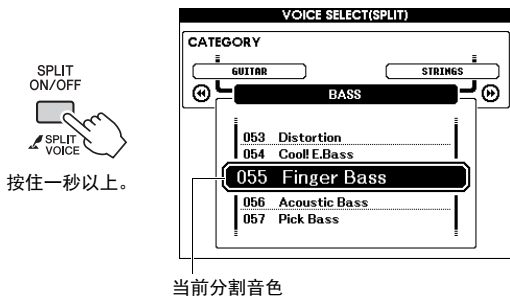 VOICE SELECT(SPLIT)
CATEGORY
GUITAR
STRINGS
BASS
053 Distortion
054 Cool! E.Bass
055 Finger Bass
056 Acoustic Bass
057 Pick Bass
SPLIT
ON/OFF
SPLIT
VOICE
按住一秒以上。
当前分割音色